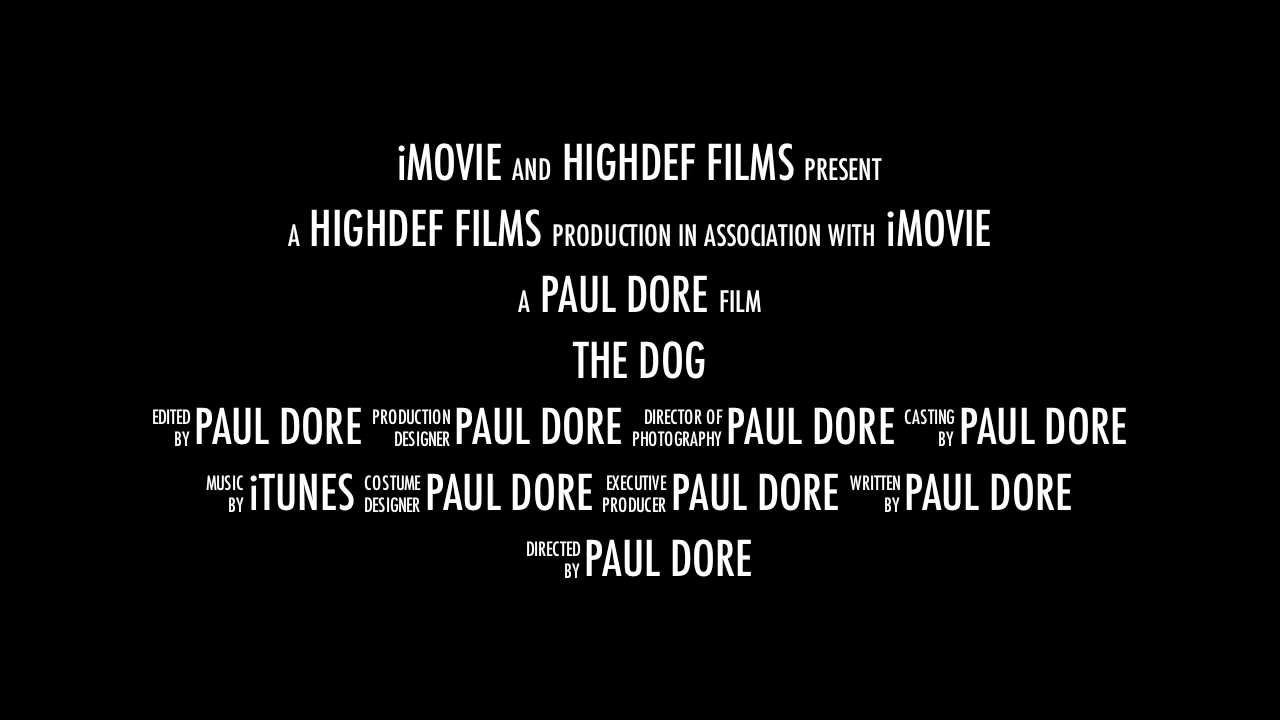 iMOVIE AND HIGHDEF FILMS PRESENT
A HIGHDEF FILMS PRODUCTION IN ASSOCIATION WITH iMOVIE
A PAUL DORE FILM
THE DOG
EDITED BY PAUL DORE PRODUCTION DESIGNER PAUL DORE DIRECTOR OF PHOTOGRAPHY PAUL DORE CASTING BY PAUL DORE
MUSIC BY iTUNES COSTUME DESIGNER PAUL DORE EXECUTIVE PRODUCER PAUL DORE WRITTEN BY PAUL DORE
DIRECTED BY PAUL DORE